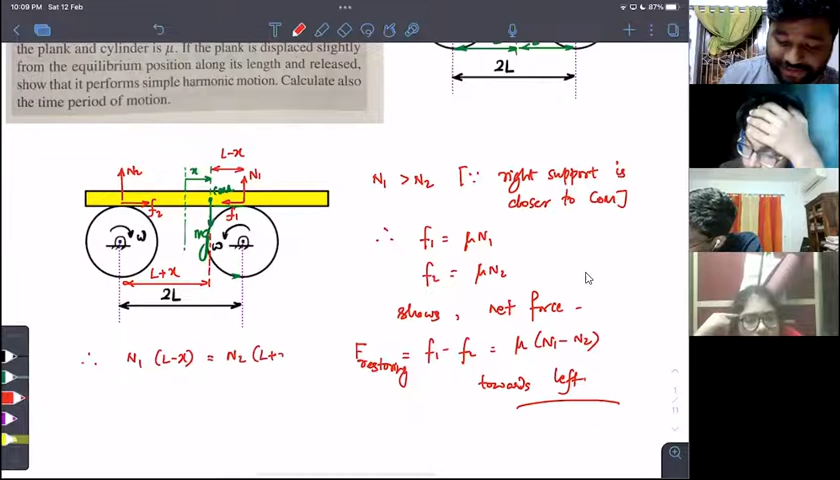 10:09 PM Sat 12 Feb
87%
the plank and cylinder is μ. If the plank is displaced slightly
from the equilibrium position along its length and released,
show that it performs simple harmonic motion. Calculate also
the time period of motion.
2L
L-x
x
N2
N1
com
f2
f1
mg
ω
ω
L+x
2L
∴ N1 (L-x) = N2 (L+x
N1 > N2 [∵ right support is
closer to COM]
∴ f1 = μN1
f2 = μN2
shows, net force -
F restoring = f1 - f2 = μ (N1 - N2)
towards left.